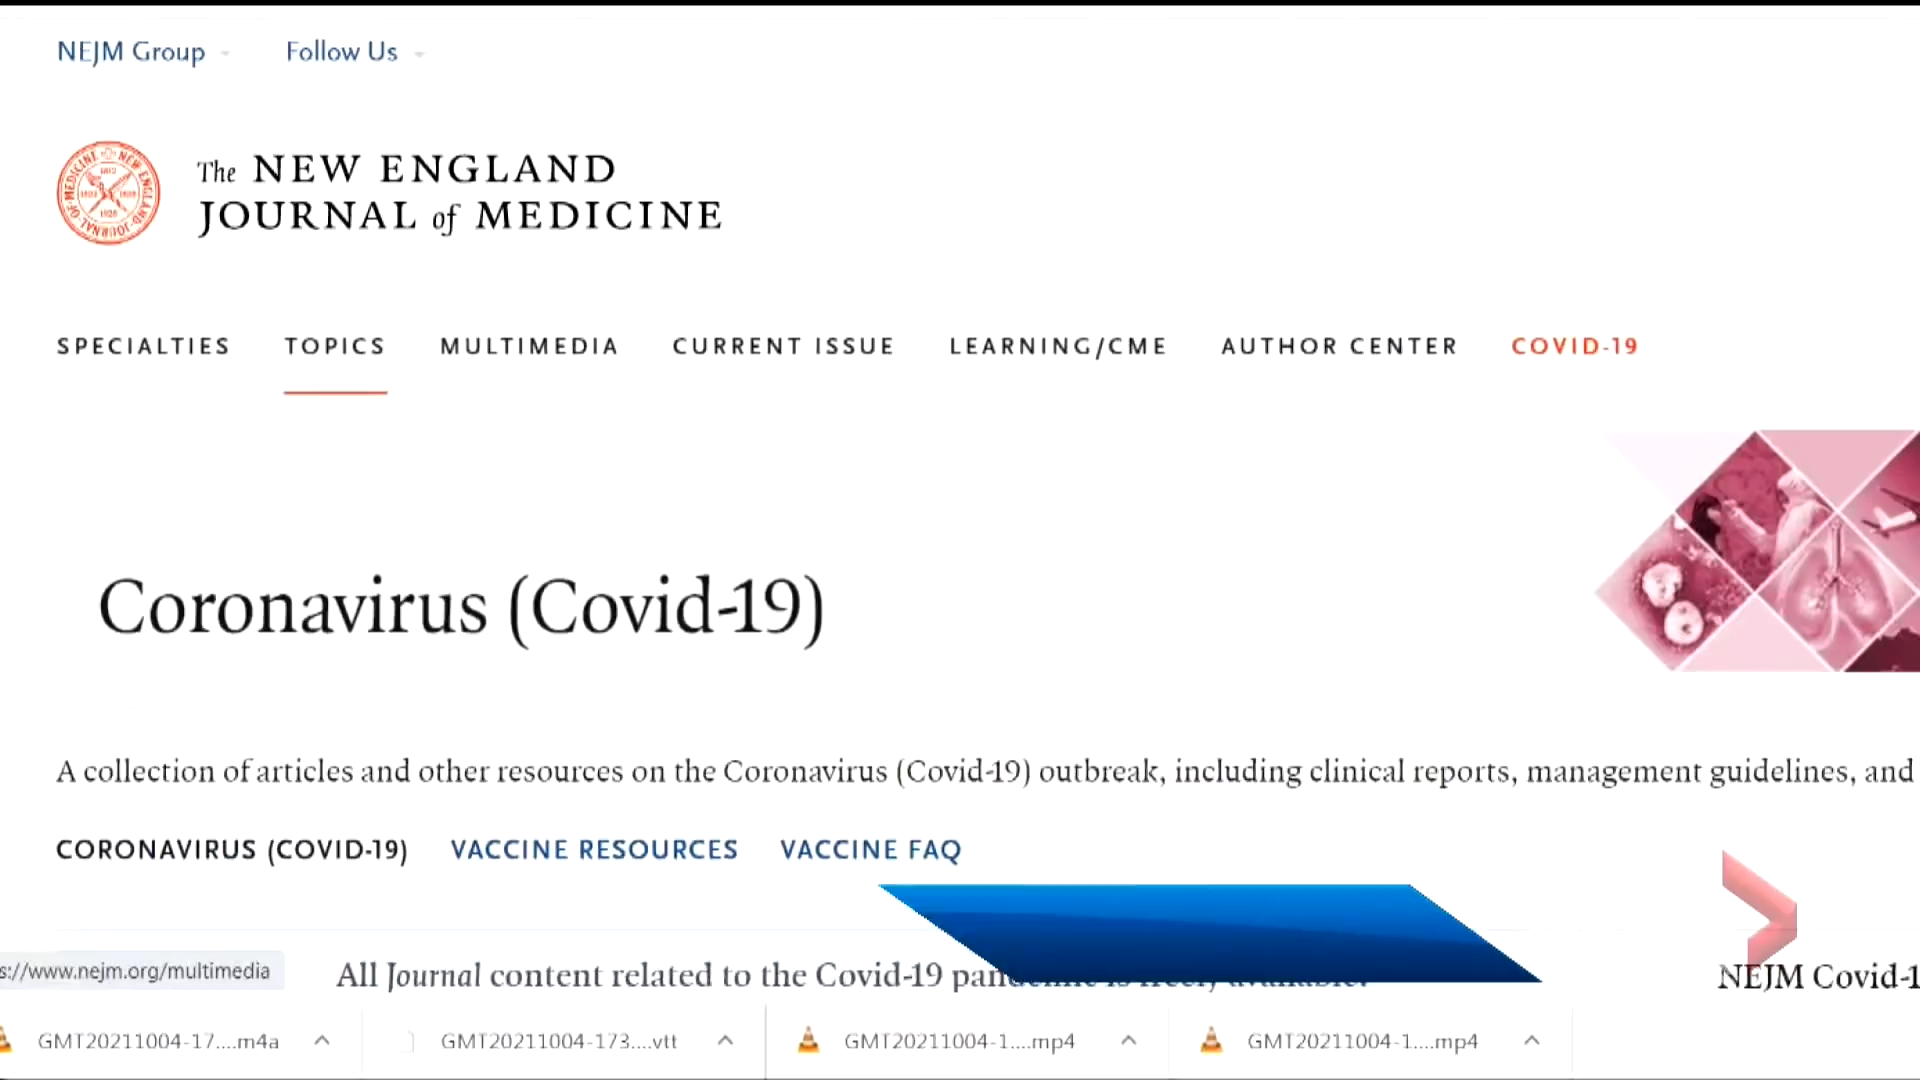 NEJM Group
Follow Us
The NEW ENGLAND
JOURNAL of MEDICINE
SPECIALTIES
TOPICS
MULTIMEDIA
CURRENT ISSUE
LEARNING/CME
AUTHOR CENTER
COVID-19
Coronavirus (Covid-19)
A collection of articles and other resources on the Coronavirus (Covid-19) outbreak, including clinical reports, management guidelines, and
CORONAVIRUS (COVID-19)
VACCINE RESOURCES
VACCINE FAQ
s://www.nejm.org/multimedia
All Journal content related to the Covid-19
NEJM Covid-1
GMT20211004-17....m4a
GMT20211004-173....vtt
GMT20211004-1....mp4
GMT20211004-1....mp4